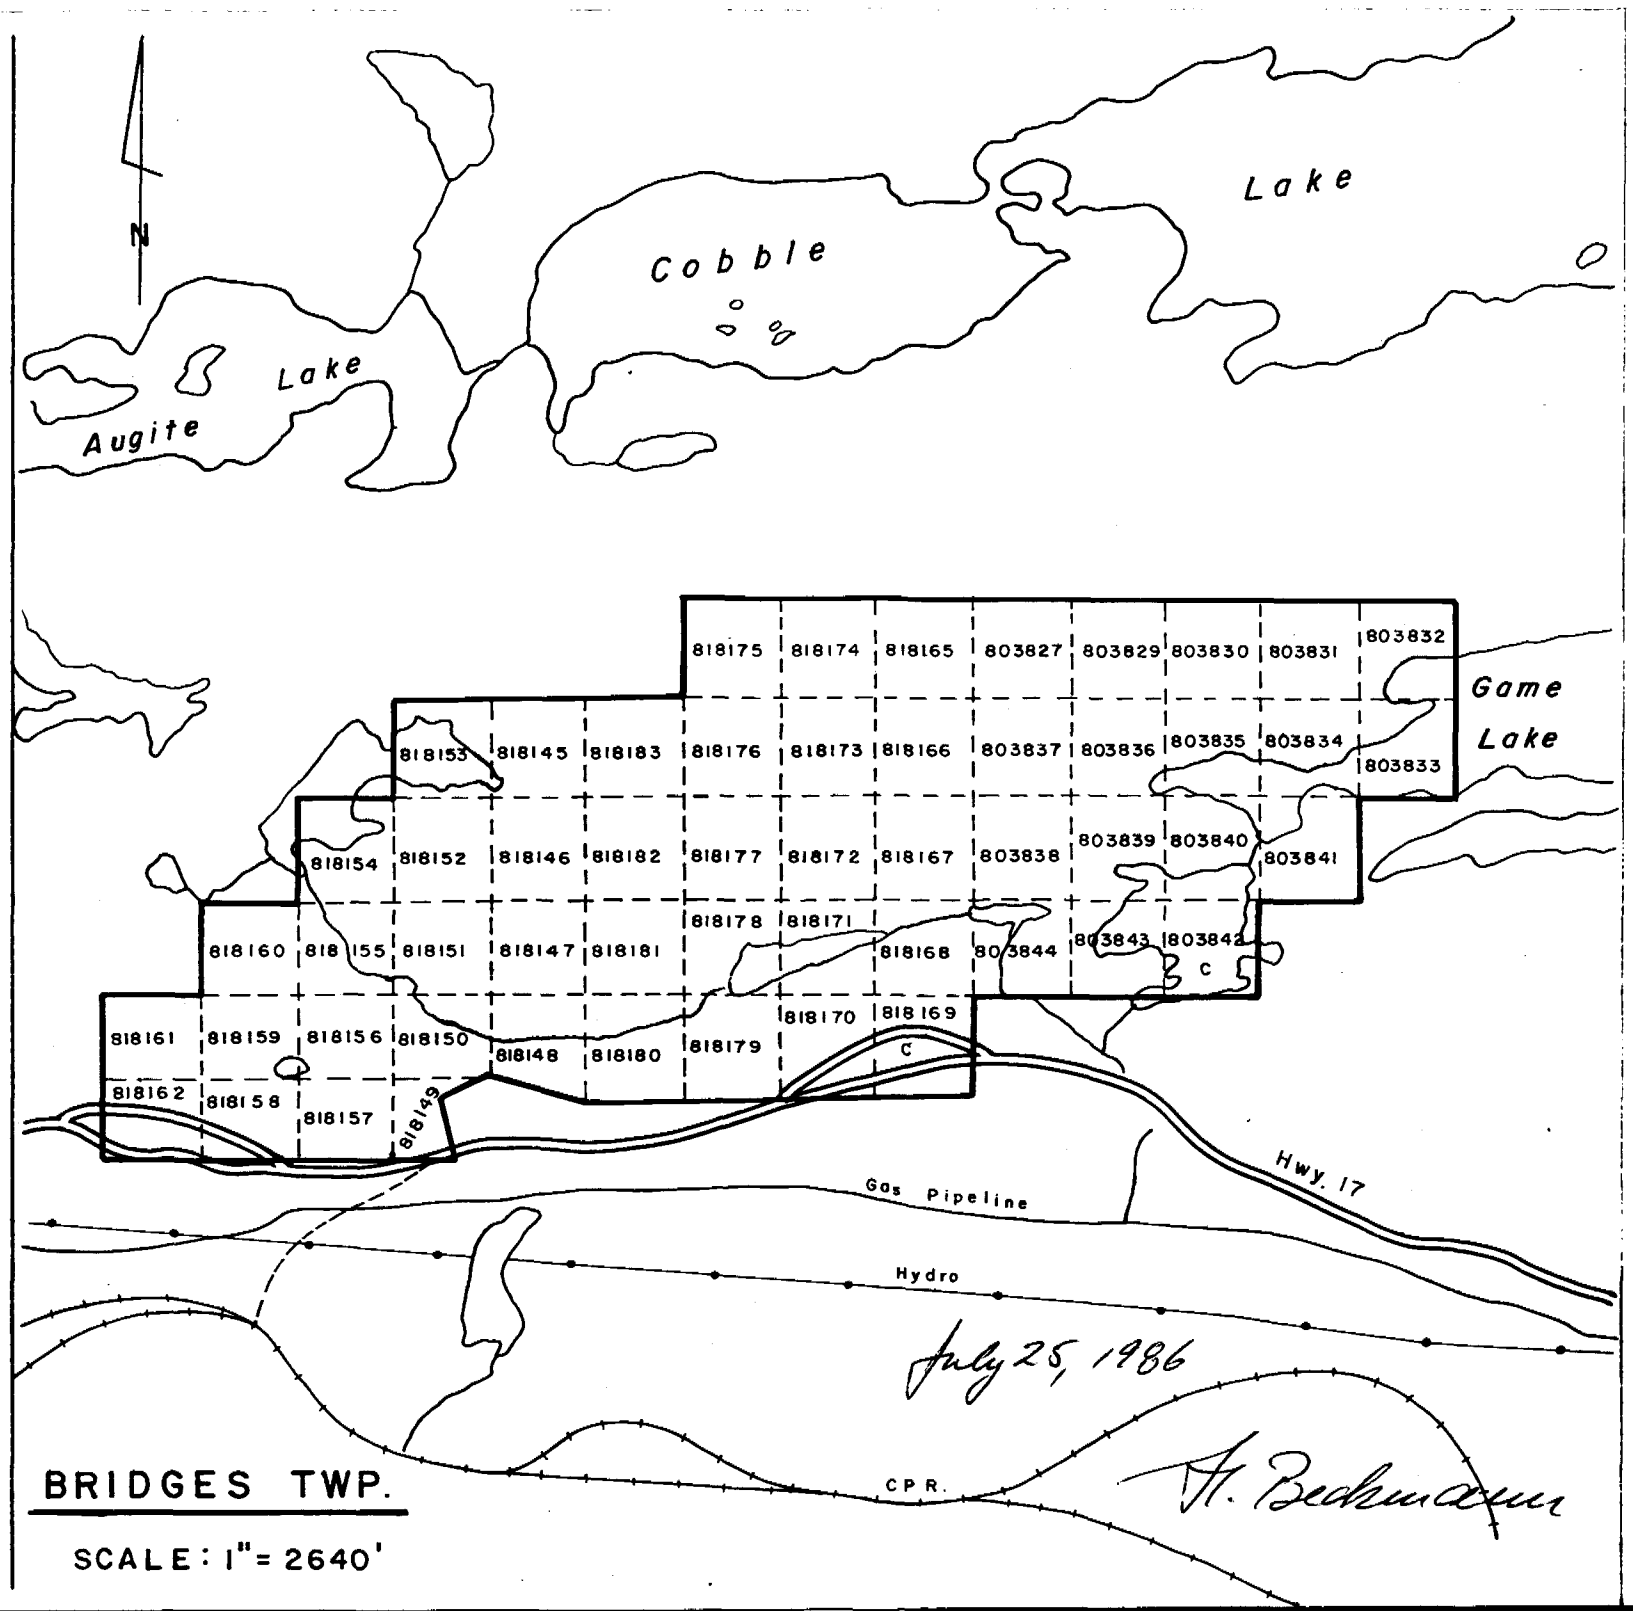 Lake
N
Cobble
Lake
Augite
818175 818174 818165 803827 803829 803830 803831 803832
Game
Lake
818153 818145 818183 818176 818173 818166 803837 803836 803835 803834 803833
818154 818152 818146 818182 818177 818172 818167 803838 803839 803840 803841
818160 818155 818151 818147 818181 818178 818171 818168 803844 803843 803842
C
818161 818159 818156 818150 818148 818180 818179 818170 818169
C
818162 818158 818157 818149
Hwy. 17
Gas Pipeline
Hydro
July 25, 1986
H. Beckmann
C P R.
BRIDGES TWP.
SCALE: 1" = 2640'